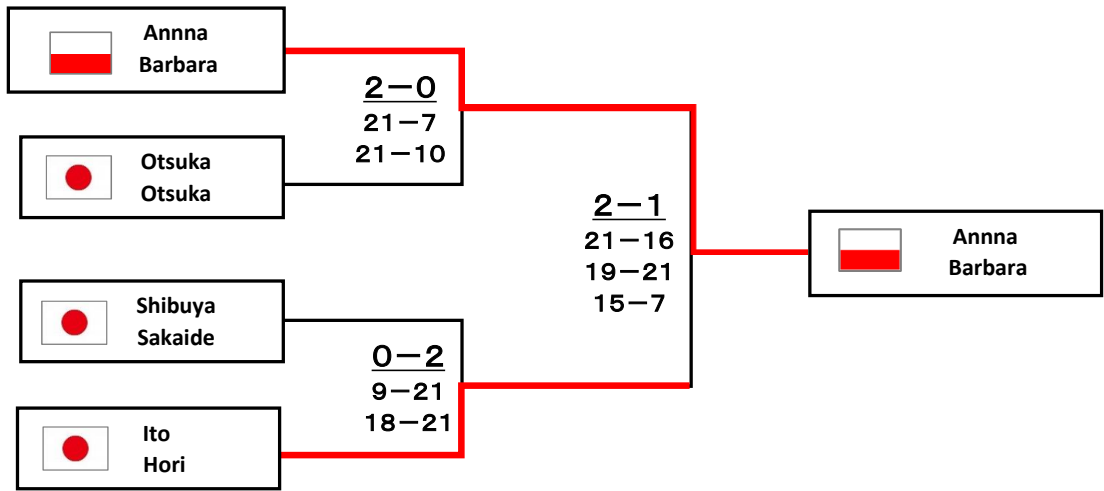 Annna
Barbara
2−0
21−7
21−10
Otsuka
Otsuka
2−1
21−16
19−21
15−7
Annna
Barbara
Shibuya
Sakaide
0−2
9−21
18−21
Ito
Hori